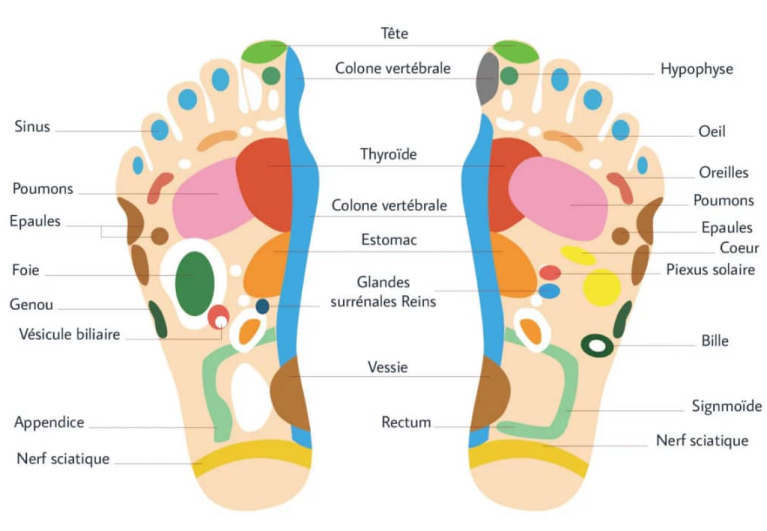 Tête
Colone vertébrale
Hypophyse
Sinus
Oeil
Thyroïde
Oreilles
Poumons
Poumons
Colone vertébrale
Epaules
Epaules
Estomac
Coeur
Foie
Piexus solaire
Glandes
surrénales Reins
Genou
Vésicule biliaire
Bille
Vessie
Signmoïde
Appendice
Rectum
Nerf sciatique
Nerf sciatique